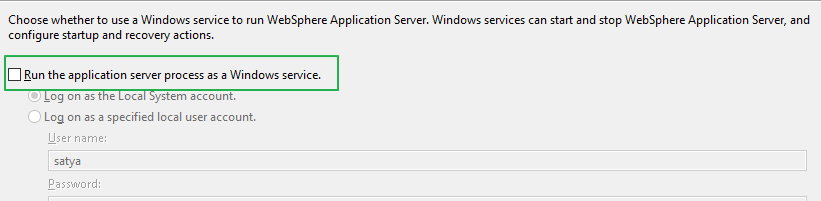 Choose whether to use a Windows service to run WebSphere Application Server. Windows services can start and stop WebSphere Application Server, and
configure startup and recovery actions.
Run the application server process as a Windows service.
Log on as the Local System account.
Log on as a specified local user account.
User name:
satya
Password: